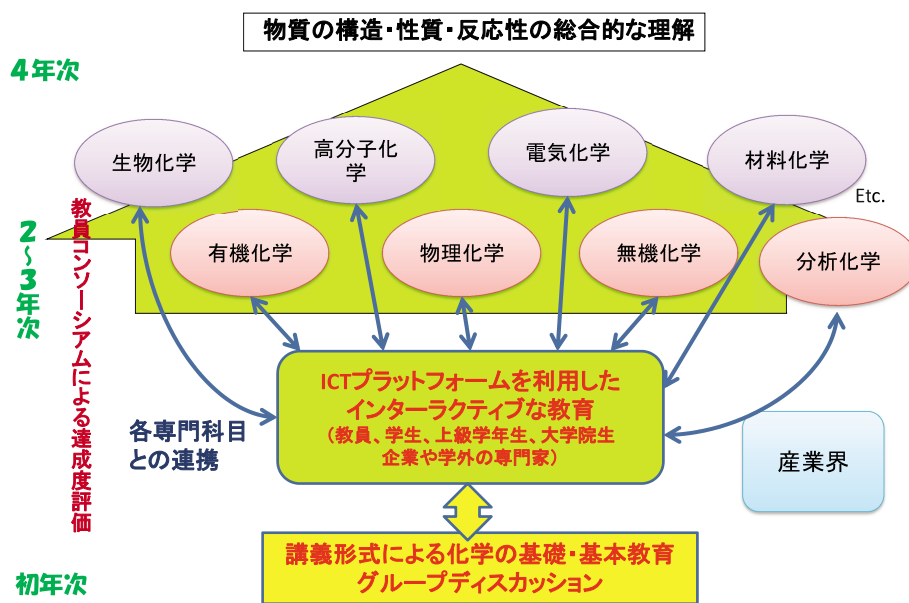 物質の構造・性質・反応性の総合的な理解
4年次
生物化学
高分子化
学
電気化学
材料化学
Etc.
2～3年次
教員コンソーシアムによる達成度評価
有機化学
物理化学
無機化学
分析化学
ICTプラットフォームを利用した
インターラクティブな教育
（教員、学生、上級学年生、大学院生
企業や学外の専門家）
各専門科目
との連携
産業界
講義形式による化学の基礎・基本教育
グループディスカッション
初年次